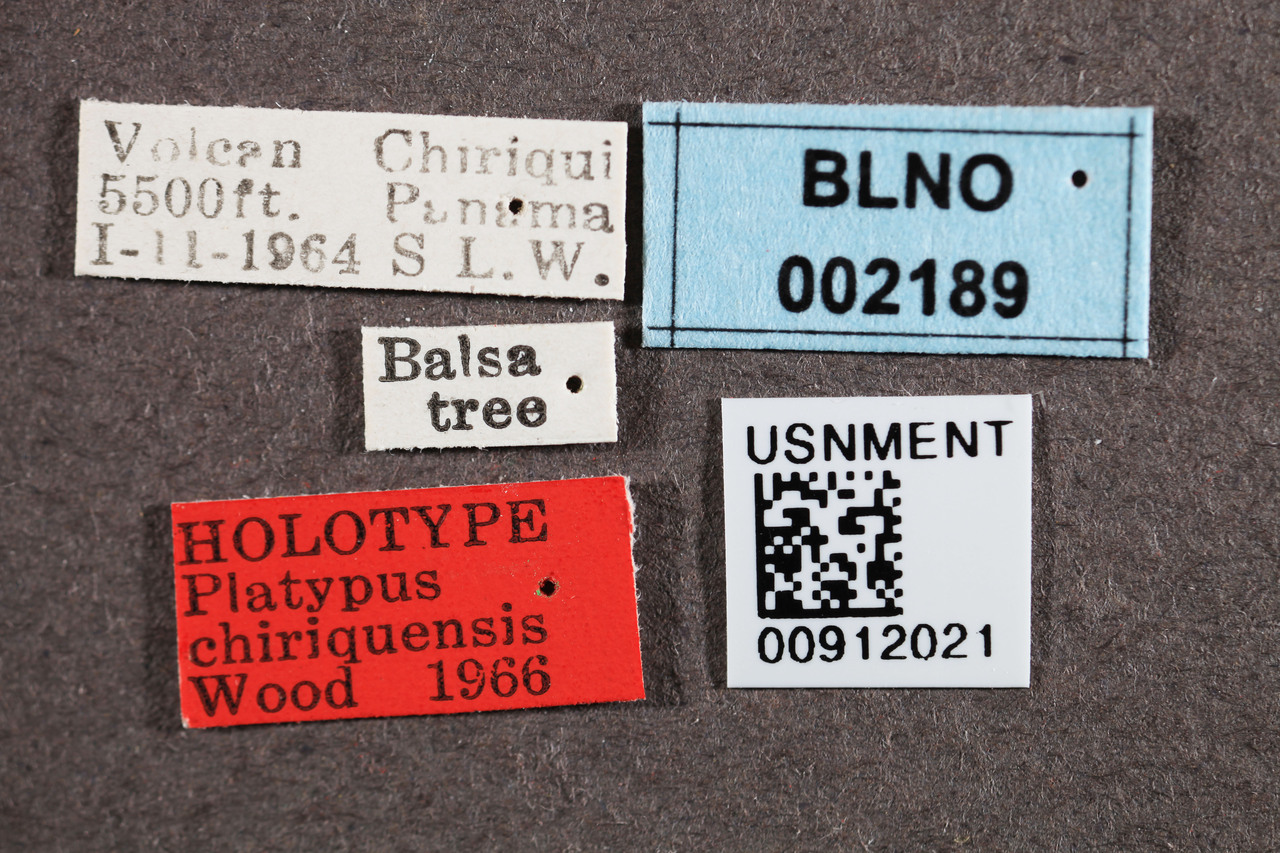 Volcan Chiriqui
5500ft. Panama
I-11-1964 S L. W.
BLNO
002189
Balsa
tree
HOLOTYPE
Platypus
chiriquensis
Wood 1966
USNMENT
00912021